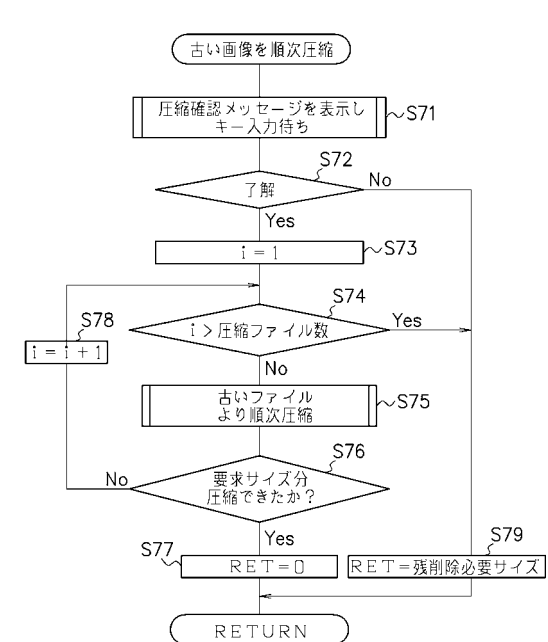 古い画像を順次圧縮
圧縮確認メッセージを表示し
キー入力待ち
S71
S72
了解
No
Yes
i = 1
S73
S74
i > 圧縮ファイル数
Yes
No
S78
i = i + 1
古いファイル
より順次圧縮
S75
S76
要求サイズ分
圧縮できたか?
No
Yes
S77
RET=0
S79
RET=残削除必要サイズ
RETURN